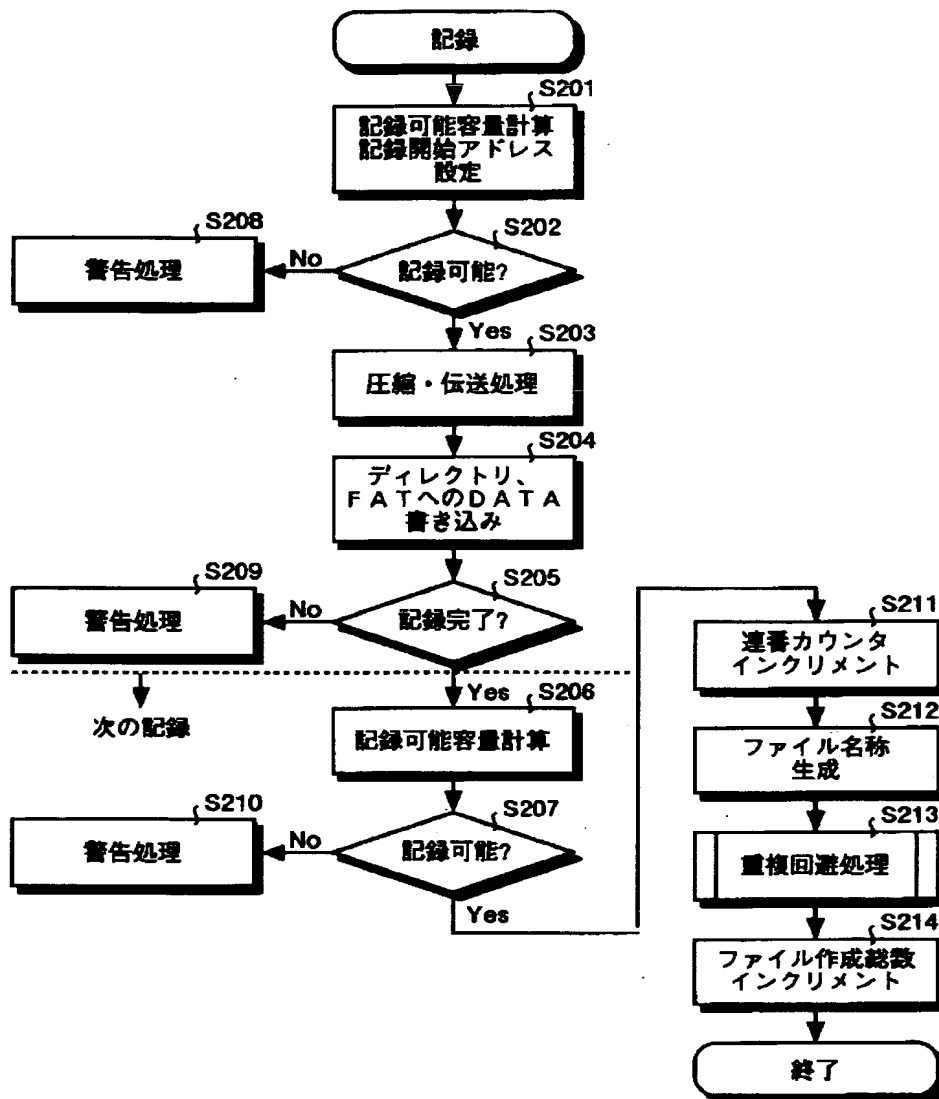 記録
S201
記録可能容量計算
記録開始アドレス
設定
S202
記録可能?
No
S208
警告処理
Yes
S203
圧縮・伝送処理
S204
ディレクトリ、
FATへのDATA
書き込み
S205
記録完了?
No
S209
警告処理
次の記録
Yes
S206
記録可能容量計算
S207
記録可能?
No
S210
警告処理
Yes
S211
連番カウンタ
インクリメント
S212
ファイル名称
生成
S213
重複回避処理
S214
ファイル作成総数
インクリメント
終了